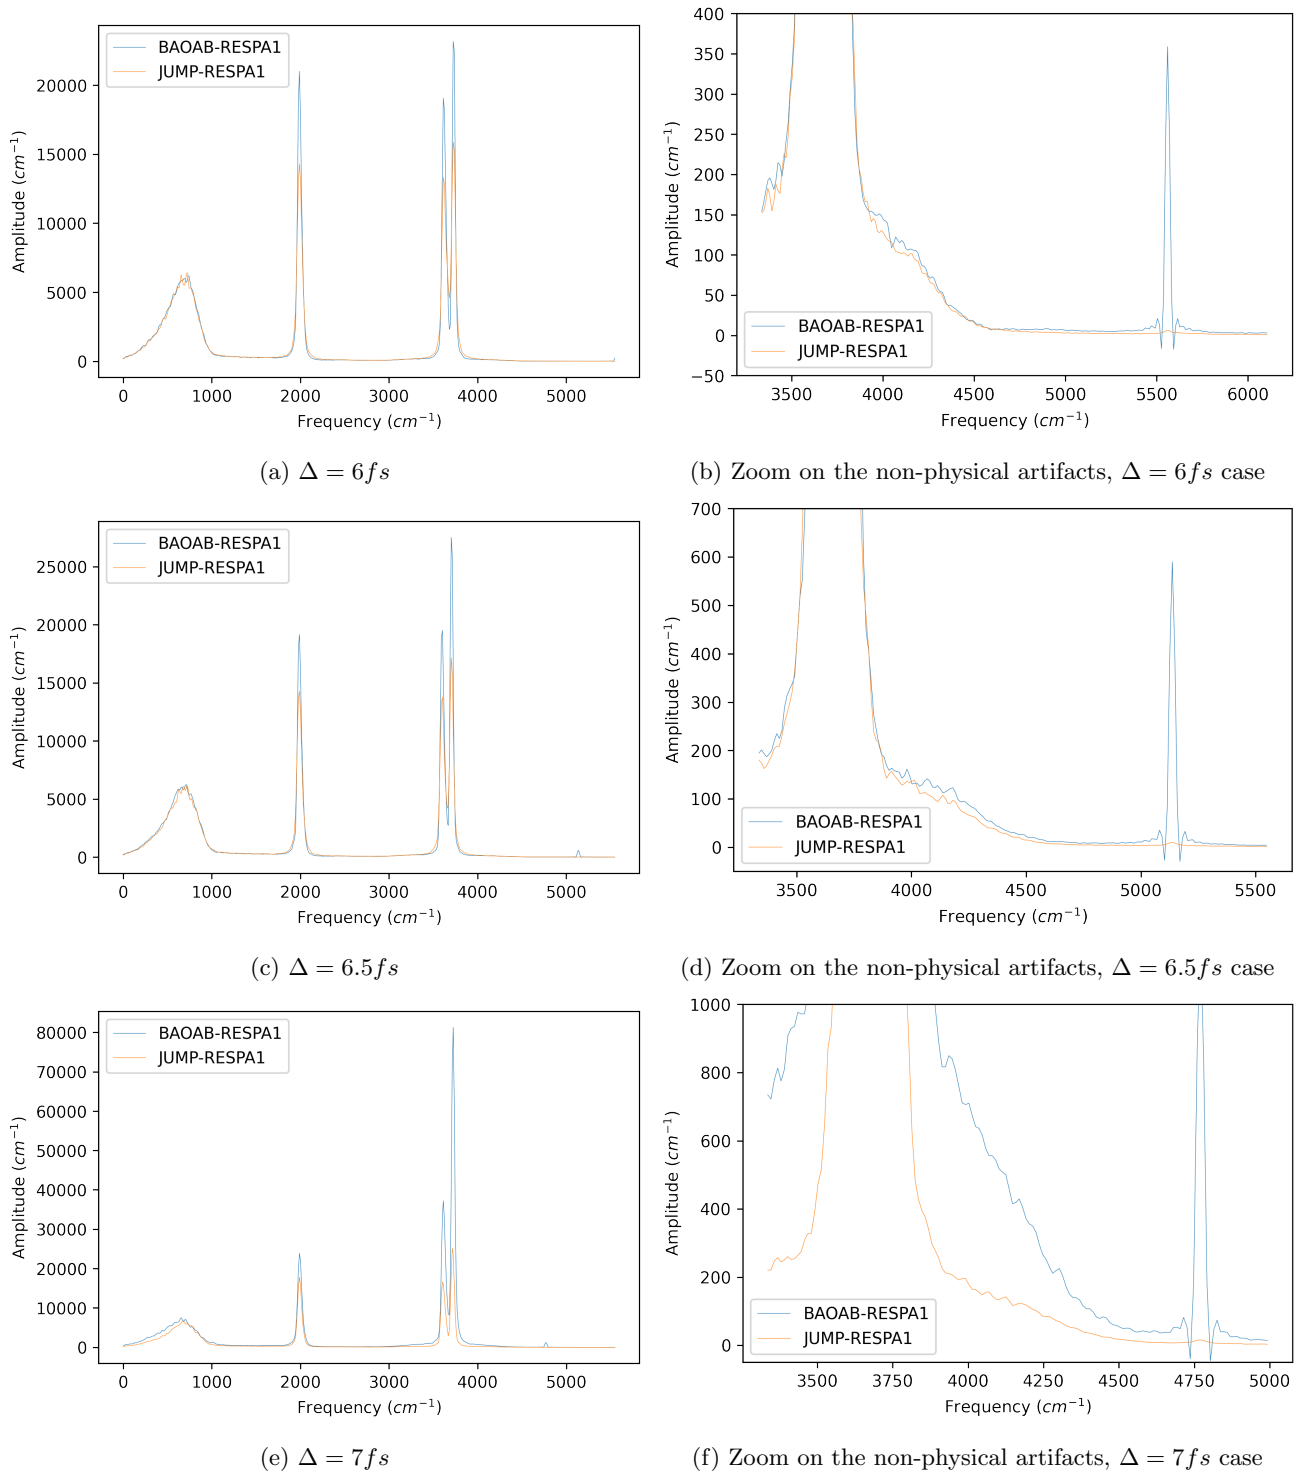 BAOAB-RESPA1
JUMP-RESPA1
20000
15000
10000
5000
0
Amplitude (cm⁻¹)
0 1000 2000 3000 4000 5000
Frequency (cm⁻¹)
(a) Δ = 6fs
400
350
300
250
200
150
100
50
0
−50
Amplitude (cm⁻¹)
BAOAB-RESPA1
JUMP-RESPA1
3500 4000 4500 5000 5500 6000
Frequency (cm⁻¹)
(b) Zoom on the non-physical artifacts, Δ = 6fs case
BAOAB-RESPA1
JUMP-RESPA1
25000
20000
15000
10000
5000
0
Amplitude (cm⁻¹)
0 1000 2000 3000 4000 5000
Frequency (cm⁻¹)
(c) Δ = 6.5fs
700
600
500
400
300
200
100
0
Amplitude (cm⁻¹)
BAOAB-RESPA1
JUMP-RESPA1
3500 4000 4500 5000 5500
Frequency (cm⁻¹)
(d) Zoom on the non-physical artifacts, Δ = 6.5fs case
BAOAB-RESPA1
JUMP-RESPA1
80000
70000
60000
50000
40000
30000
20000
10000
0
Amplitude (cm⁻¹)
0 1000 2000 3000 4000 5000
Frequency (cm⁻¹)
(e) Δ = 7fs
1000
800
600
400
200
0
Amplitude (cm⁻¹)
BAOAB-RESPA1
JUMP-RESPA1
3500 3750 4000 4250 4500 4750 5000
Frequency (cm⁻¹)
(f) Zoom on the non-physical artifacts, Δ = 7fs case